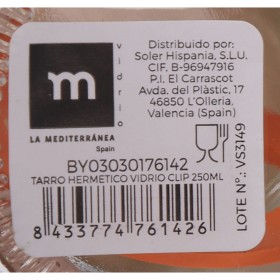 m
vidrio
LA MEDITERRÁNEA
Spain
Distribuido por:
Soler Hispania, S.L.U.
CIF. B-96947916
P.I. El Carrascot
Avda. del Plàstic, 17
46850 L'Olleria,
Valencia (Spain)
LOTE Nº.: VS3149
BY03030176142
TARRO HERMETICO VIDRIO CLIP 250ML
8 433774 761426